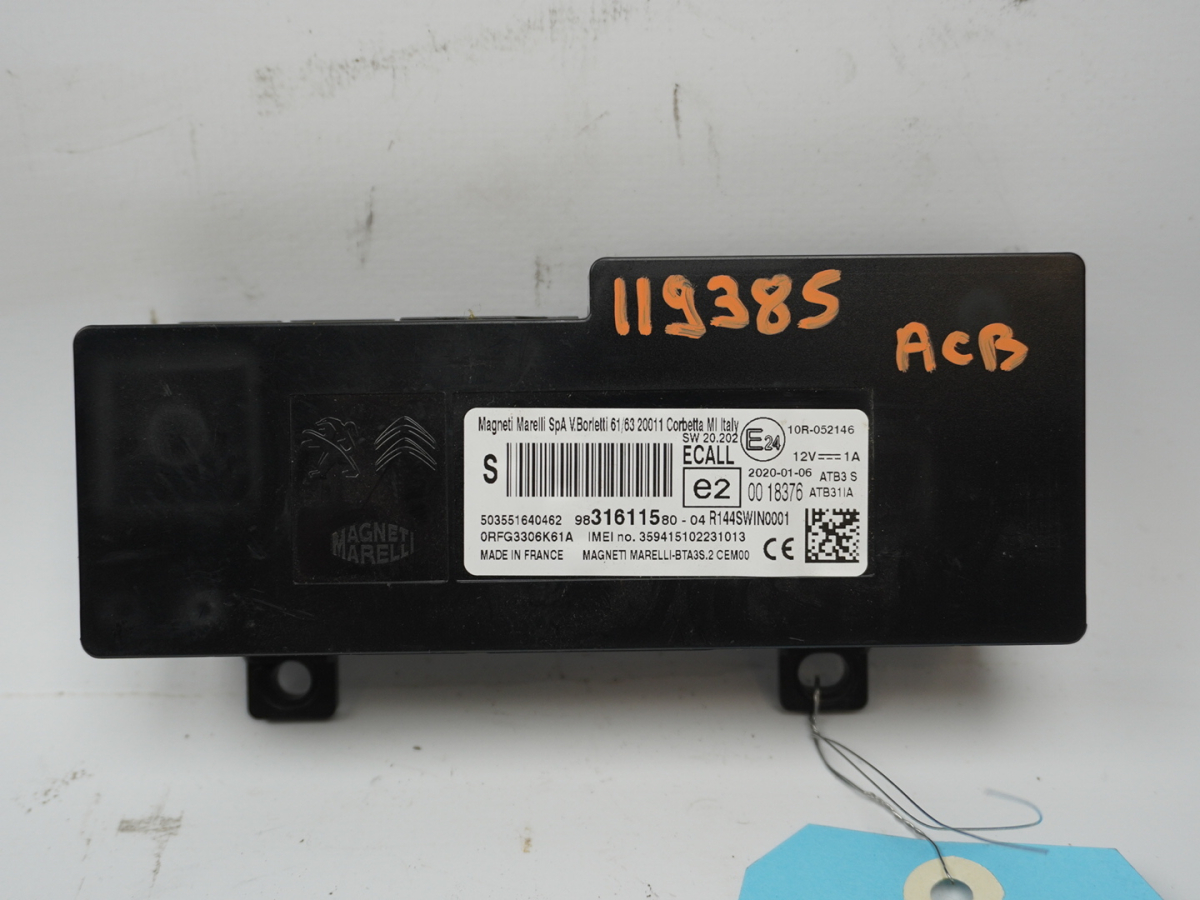 119385
ACB
MAGNETI
MARELLI
Magneti Marelli SpA V.Borletti 61/63 20011 Corbetta MI Italy
SW 20.202
E24
10R-052146
S
ECALL
12V⎓1A
2020-01-06 ATB3 S
e2
00 18376 ATB31IA
503551640462 9831611580-04 R144SWIN0001
0RFG3306K61A IMEI no. 359415102231013
MADE IN FRANCE MAGNETI MARELLI-BTA3S.2 CEM00 CE